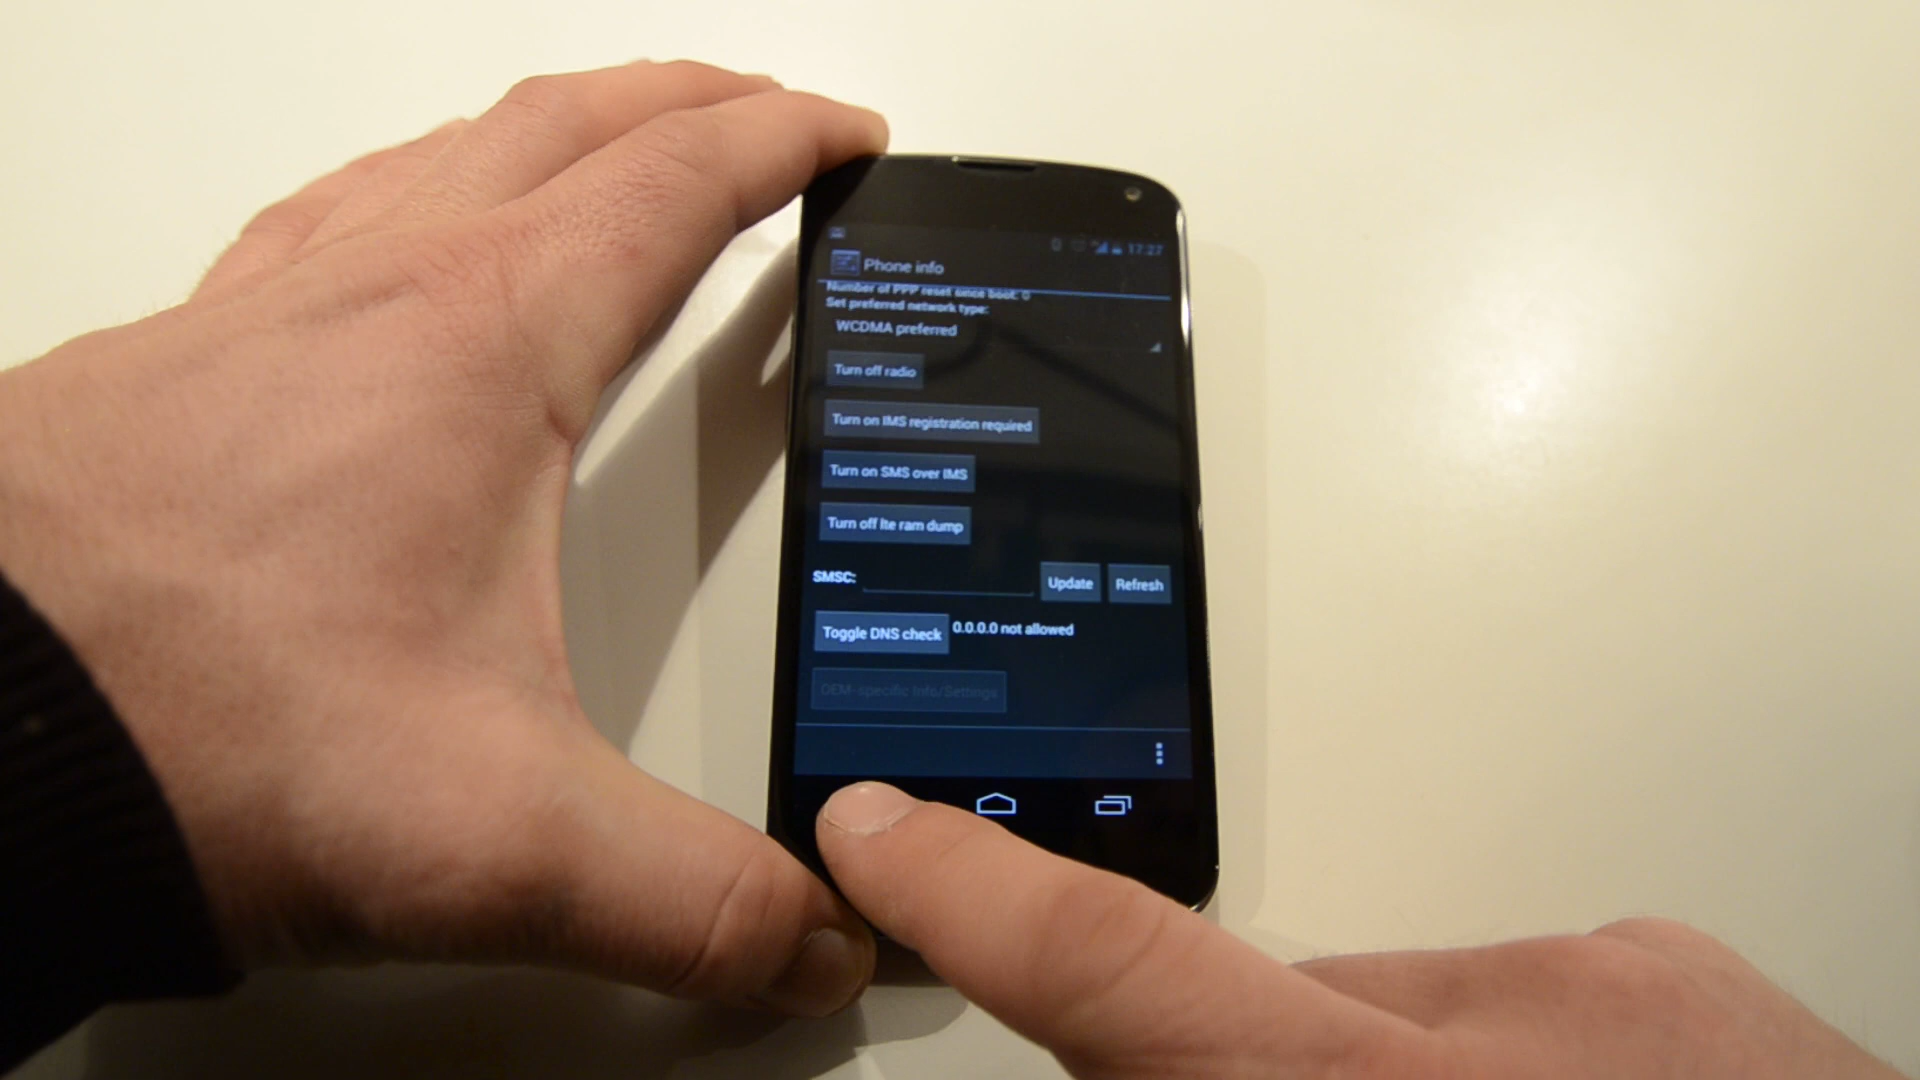 17:27
Phone info
Number of PPP reset since boot: 0
Set preferred network type:
WCDMA preferred
Turn off radio
Turn on IMS registration required
Turn on SMS over IMS
Turn off lte ram dump
SMSC:
Update
Refresh
Toggle DNS check
0.0.0.0 not allowed
OEM-specific Info/Settings